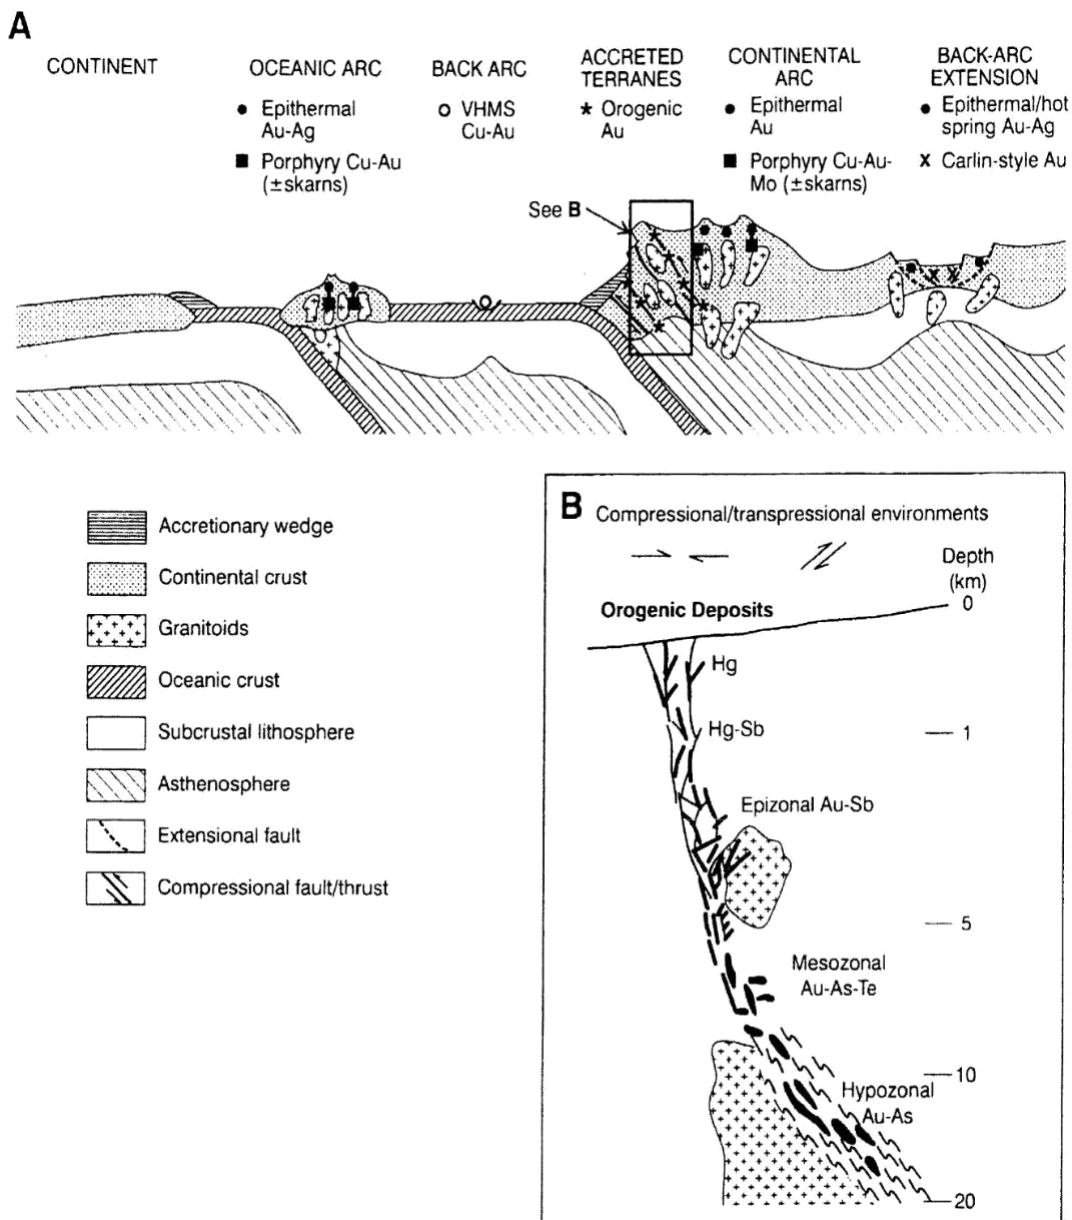 A
CONTINENT
OCEANIC ARC
● Epithermal
Au-Ag
■ Porphyry Cu-Au
(±skarns)
BACK ARC
o VHMS
Cu-Au
ACCRETED
TERRANES
* Orogenic
Au
CONTINENTAL
ARC
● Epithermal
Au
■ Porphyry Cu-Au-
Mo (±skarns)
BACK-ARC
EXTENSION
● Epithermal/hot
spring Au-Ag
x Carlin-style Au
See B
Accretionary wedge
Continental crust
Granitoids
Oceanic crust
Subcrustal lithosphere
Asthenosphere
Extensional fault
Compressional fault/thrust
B Compressional/transpressional environments
Depth
(km)
Orogenic Deposits
0
Hg
Hg-Sb
1
Epizonal Au-Sb
5
Mesozonal
Au-As-Te
10
Hypozonal
Au-As
20